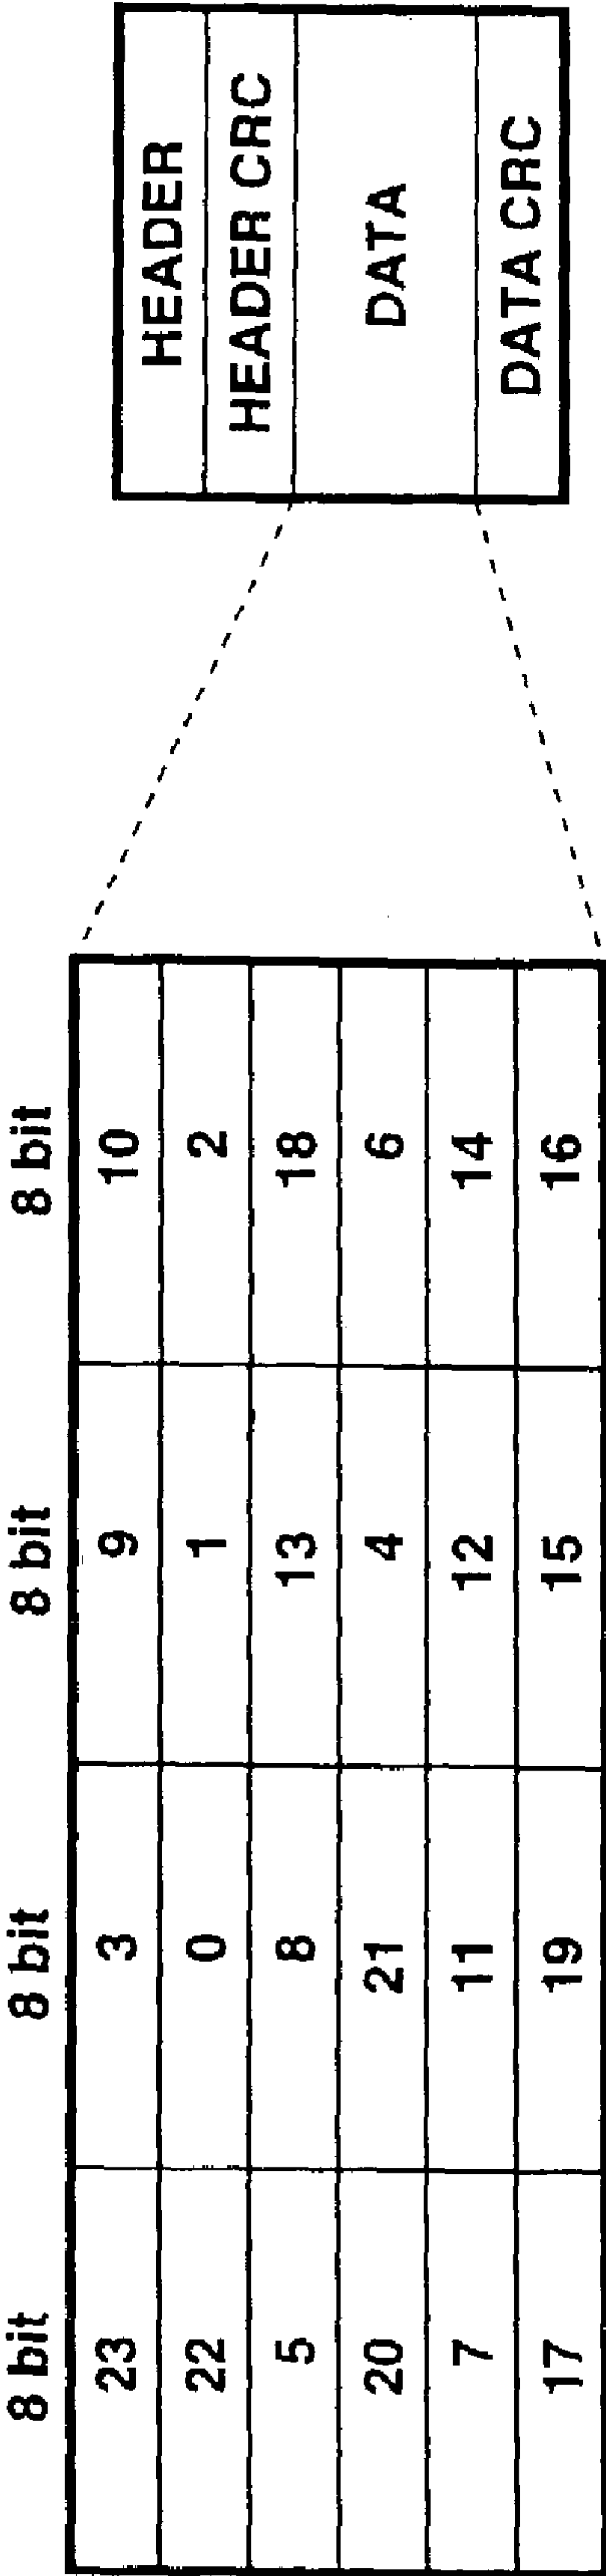 8 bit 8 bit 8 bit 8 bit
23 3 9 10
22 0 1 2
5 8 13 18
20 21 4 6
7 11 12 14
17 19 15 16
HEADER
HEADER CRC
DATA
DATA CRC